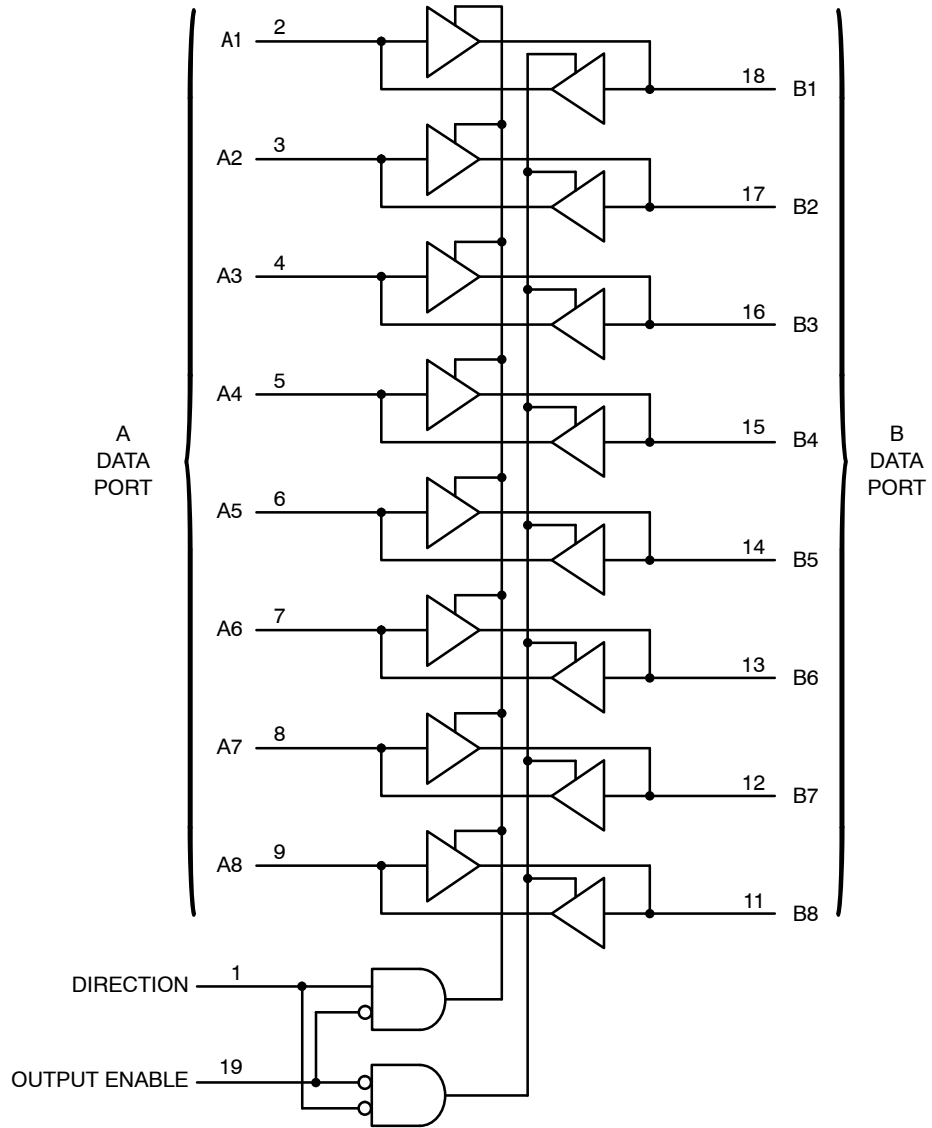 A1 2
18 B1
A2 3
17 B2
A3 4
16 B3
A4 5
15 B4
A
DATA
PORT
B
DATA
PORT
A5 6
14 B5
A6 7
13 B6
A7 8
12 B7
A8 9
11 B8
DIRECTION 1
OUTPUT ENABLE 19